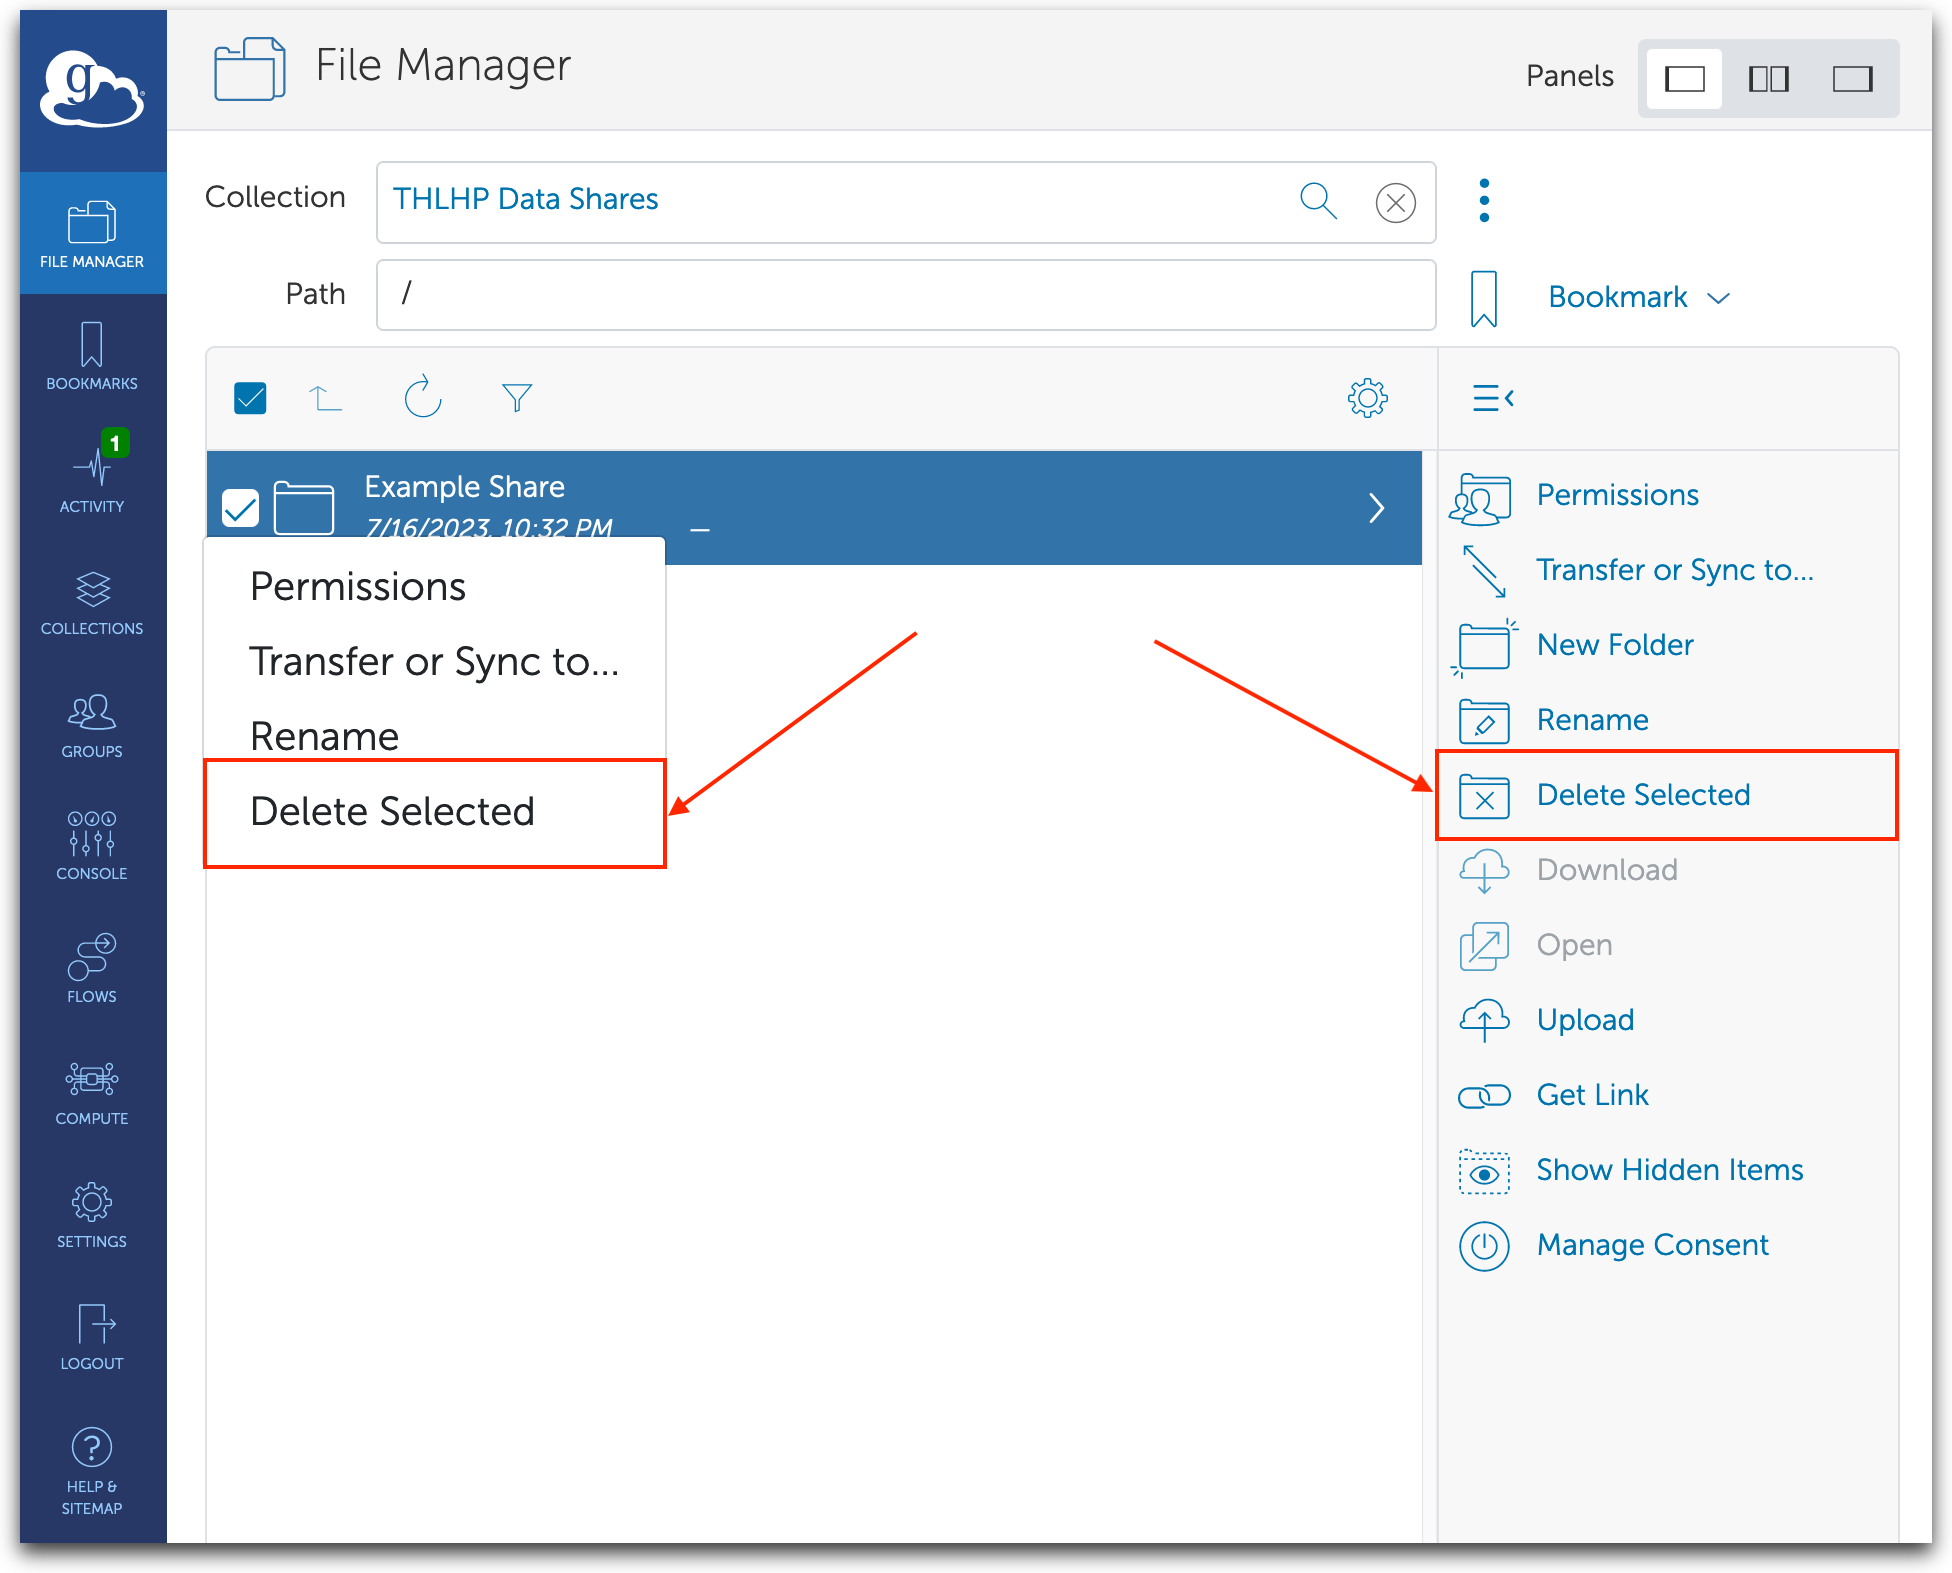 g
File Manager
Panels
FILE MANAGER
BOOKMARKS
1
ACTIVITY
COLLECTIONS
GROUPS
CONSOLE
FLOWS
COMPUTE
SETTINGS
LOGOUT
HELP &
SITEMAP
Collection
THLHP Data Shares
Path
/
Bookmark
Example Share
7/16/2023, 10:32 PM
—
Permissions
Transfer or Sync to...
Rename
Delete Selected
Permissions
Transfer or Sync to...
New Folder
Rename
Delete Selected
Download
Open
Upload
Get Link
Show Hidden Items
Manage Consent